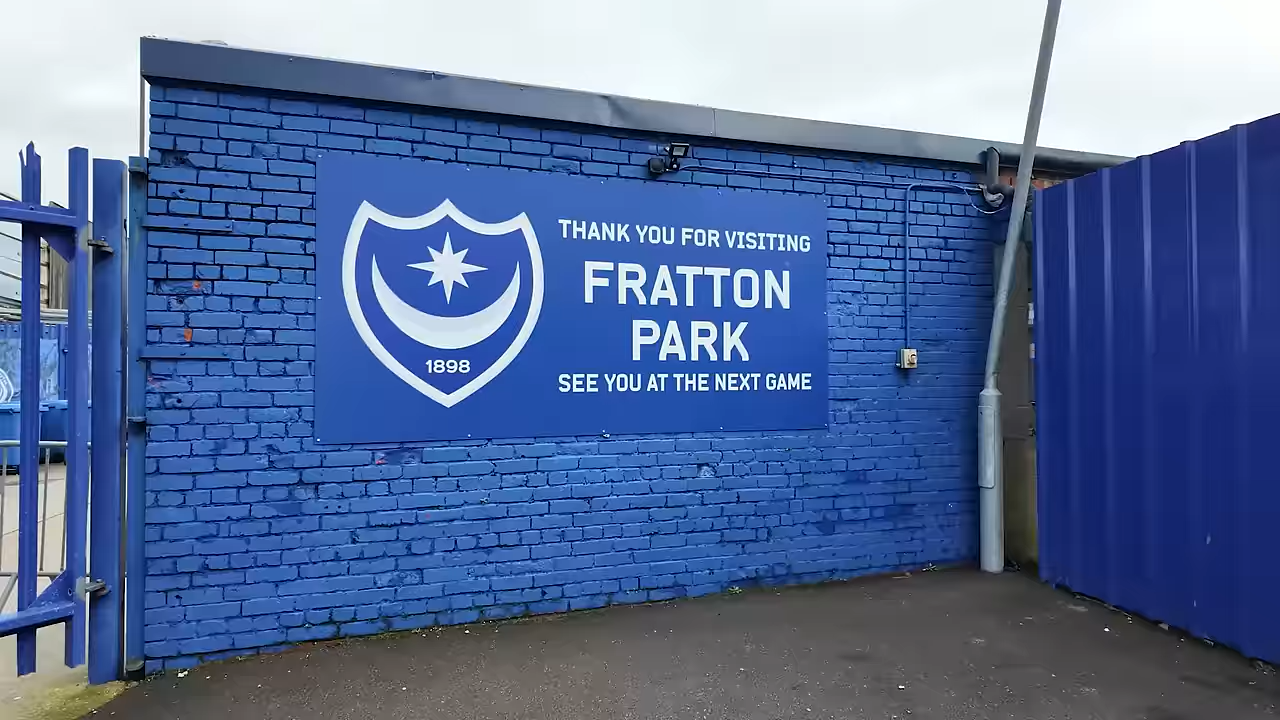 1898
THANK YOU FOR VISITING
FRATTON
PARK
SEE YOU AT THE NEXT GAME